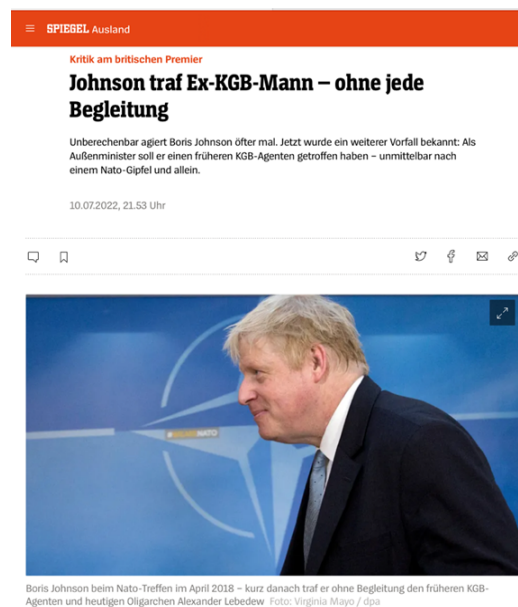 SPIEGEL Ausland
Kritik am britischen Premier
Johnson traf Ex-KGB-Mann – ohne jede
Begleitung
Unberechenbar agiert Boris Johnson öfter mal. Jetzt wurde ein weiterer Vorfall bekannt: Als
Außenminister soll er einen früheren KGB-Agenten getroffen haben – unmittelbar nach
einem Nato-Gipfel und allein.
10.07.2022, 21.53 Uhr
NATO
Boris Johnson beim Nato-Treffen im April 2018 – kurz danach traf er ohne Begleitung den früheren KGB-
Agenten und heutigen Oligarchen Alexander Lebedew Foto: Virginia Mayo / dpa